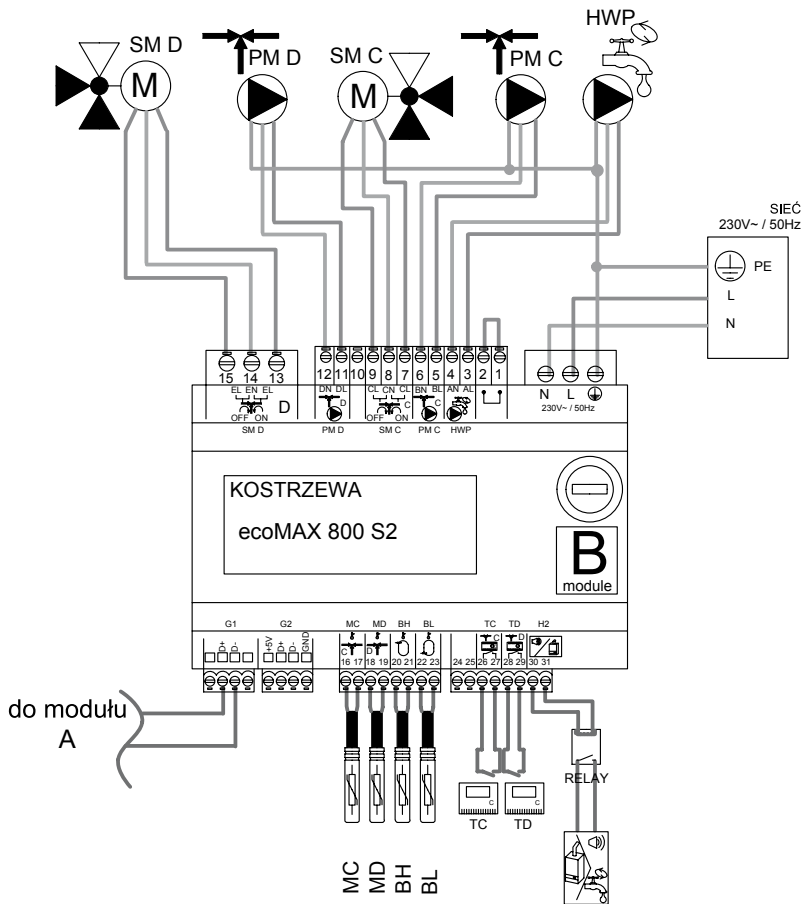 SM D
PM D
SM C
PM C
HWP
M
M
SIEĆ
230V~ / 50Hz
PE
L
N
15 14 13
12 11 10 9 8 7 6 5 4 3 2 1
EL EN EL
D
DN DL
CL CN CL
BN BL
AN AL
N L
230V~ / 50Hz
D
C
C
OFF ON
OFF ON
SM D
PM D
SM C
PM C
HWP
KOSTRZEWA
ecoMAX 800 S2
B
module
G1
G2
MC
MD
BH
BL
TC
TD
H2
D+
D-
+5V
D+
D-
GND
C
D
C
D
16 17 18 19 20 21 22 23
24 25 26 27 28 29 30 31
do modułu
A
RELAY
C
C
TC
TD
MC
MD
BH
BL